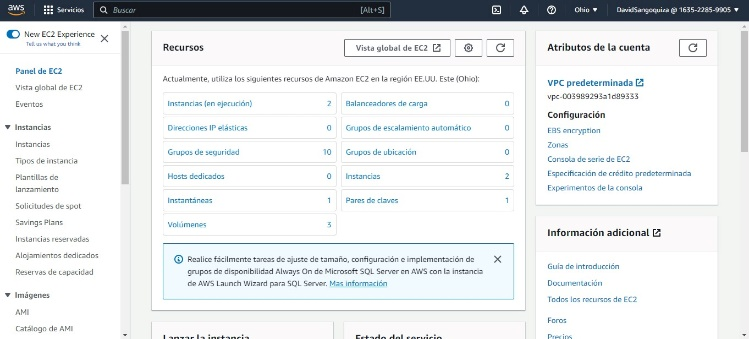 aws
Servicios
Buscar
[Alt+S]
Ohio
DavidSangoquiza @ 1635-2285-9905
New EC2 Experience
Tell us what you think
Panel de EC2
Vista global de EC2
Eventos
Instancias
Instancias
Tipos de instancia
Plantillas de
lanzamiento
Solicitudes de spot
Savings Plans
Instancias reservadas
Alojamientos dedicados
Reservas de capacidad
Imágenes
AMI
Catálogo de AMI
Recursos
Vista global de EC2
Actualmente, utiliza los siguientes recursos de Amazon EC2 en la región EE.UU. Este (Ohio):
Instancias (en ejecución) 2
Balanceadores de carga 0
Direcciones IP elásticas 0
Grupos de escalamiento automático 0
Grupos de seguridad 10
Grupos de ubicación 0
Hosts dedicados 0
Instancias 2
Instantáneas 1
Pares de claves 1
Volúmenes 3
Realice fácilmente tareas de ajuste de tamaño, configuración e implementación de
grupos de disponibilidad Always On de Microsoft SQL Server en AWS con la instancia
de AWS Launch Wizard para SQL Server. Mas información
Lanzar la instancia
Estado del servicio
Atributos de la cuenta
VPC predeterminada
vpc-003989293a1d89333
Configuración
EBS encryption
Zonas
Consola de serie de EC2
Especificación de crédito predeterminada
Experimentos de la consola
Información adicional
Guía de introducción
Documentación
Todos los recursos de EC2
Foros
Precios